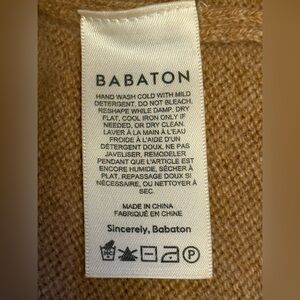 BABATON
HAND WASH COLD WITH MILD
DETERGENT. DO NOT BLEACH,
RESHAPE WHILE DAMP. DRY
FLAT, COOL IRON ONLY IF
NEEDED, OR DRY CLEAN.
LAVER À LA MAIN À L'EAU
FROIDE À L'AIDE D'UN
DÉTERGENT DOUX. NE PAS
JAVELISER, REMODELER
PENDANT QUE L'ARTICLE EST
ENCORE HUMIDE, SÉCHER À
PLAT, REPASSAGE DOUX SI
NÉCESSAIRE, OU NETTOYER À
SEC.
MADE IN CHINA
FABRIQUÉ EN CHINE
Sincerely, Babaton
P